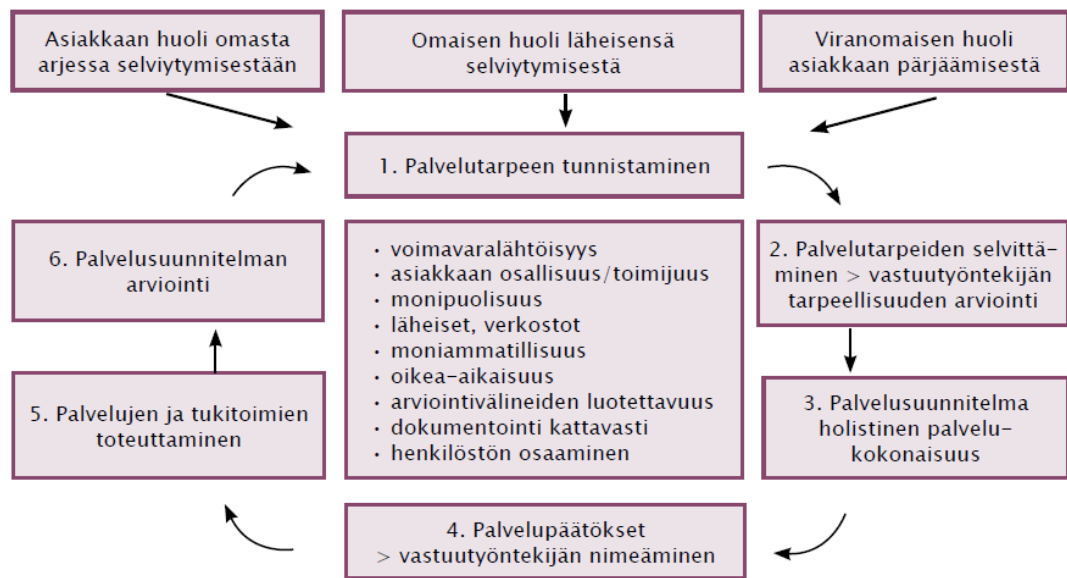 Asiakkaan huoli omasta
arjessa selviytymisestään
Omaisen huoli läheisensä
selviytymisestä
Viranomaisen huoli
asiakkaan pärjäämisestä
1. Palvelutarpeen tunnistaminen
2. Palvelutarpeiden selvittä-
minen > vastuutyöntekijän
tarpeellisuuden arviointi
3. Palvelusuunnitelma
holistinen palvelu-
kokonaisuus
4. Palvelupäätökset
> vastuutyöntekijän nimeäminen
5. Palvelujen ja tukitoimien
toteuttaminen
6. Palvelusuunnitelman
arviointi
• voimavaralähtöisyys
• asiakkaan osallisuus/toimijuus
• monipuolisuus
• läheiset, verkostot
• moniammatillisuus
• oikea-aikaisuus
• arviointivälineiden luotettavuus
• dokumentointi kattavasti
• henkilöstön osaaminen